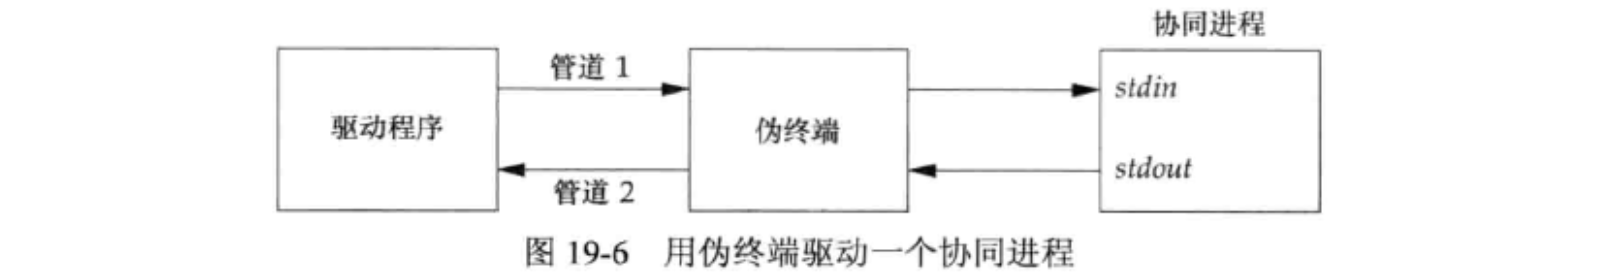 协同进程
管道 1
stdin
驱动程序
伪终端
stdout
管道 2
图 19-6 用伪终端驱动一个协同进程